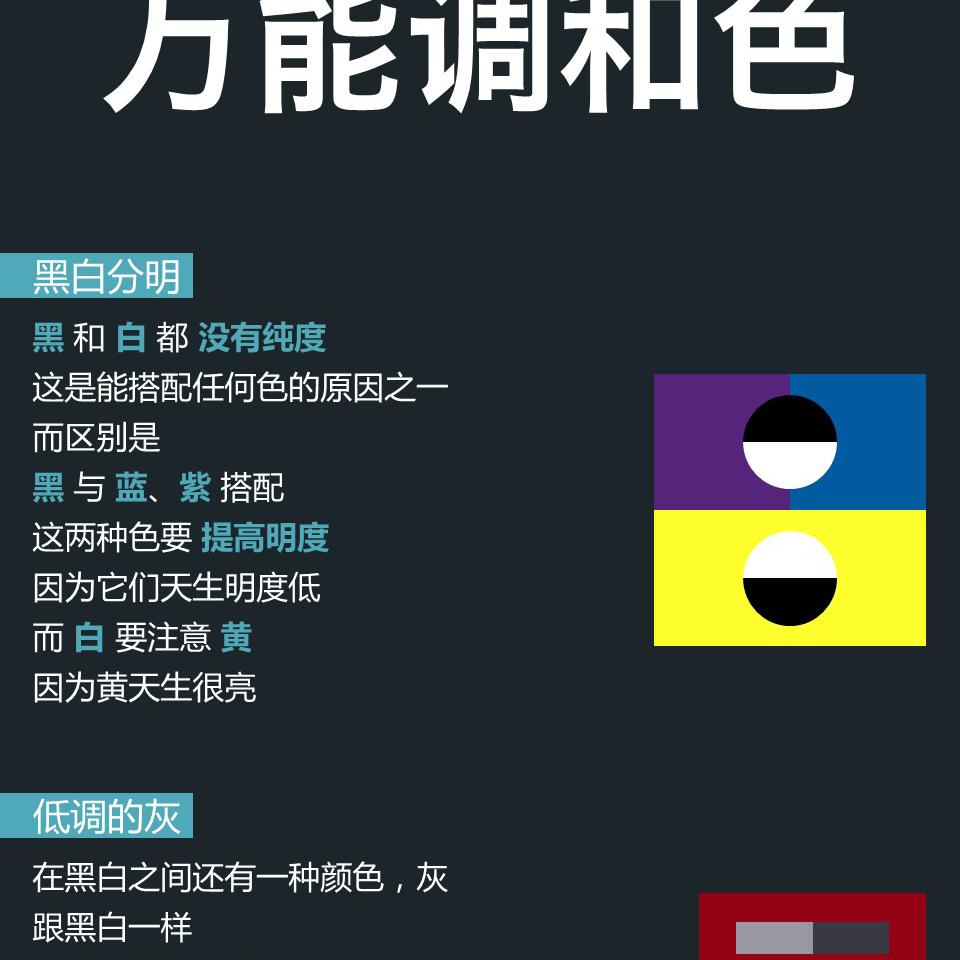 万能调和色
黑白分明
黑 和 白 都 没有纯度
这是能搭配任何色的原因之一
而区别是
黑 与 蓝、紫 搭配
这两种色要 提高明度
因为它们天生明度低
而 白 要注意 黄
因为黄天生很亮
低调的灰
在黑白之间还有一种颜色，灰
跟黑白一样